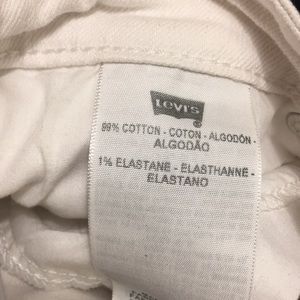 Levi's
99% COTTON - COTON - ALGODÓN -
ALGODÃO
1% ELASTANE - ELASTHANNE -
ELASTANO